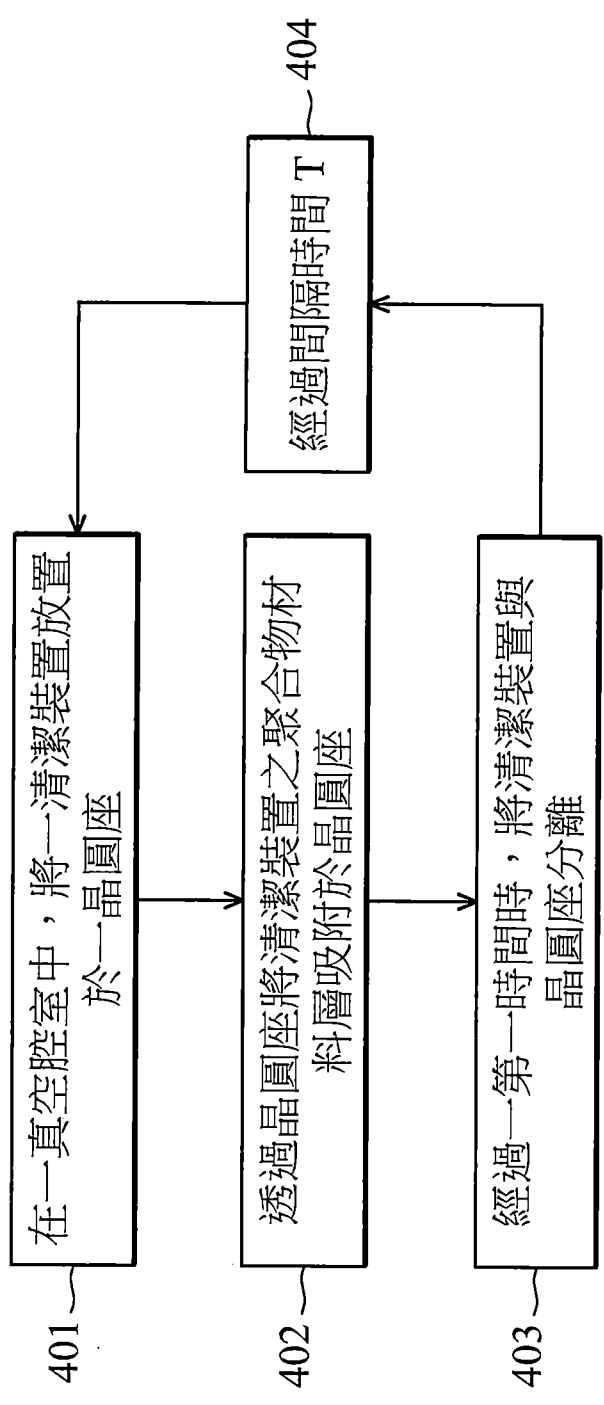 401
在一真空腔室中，將一清潔裝置放置
於一晶圓座
402
透過晶圓座將清潔裝置之聚合物材
料層吸附於晶圓座
403
經過一第一時間時，將清潔裝置與
晶圓座分離
經過間隔時間 T
404